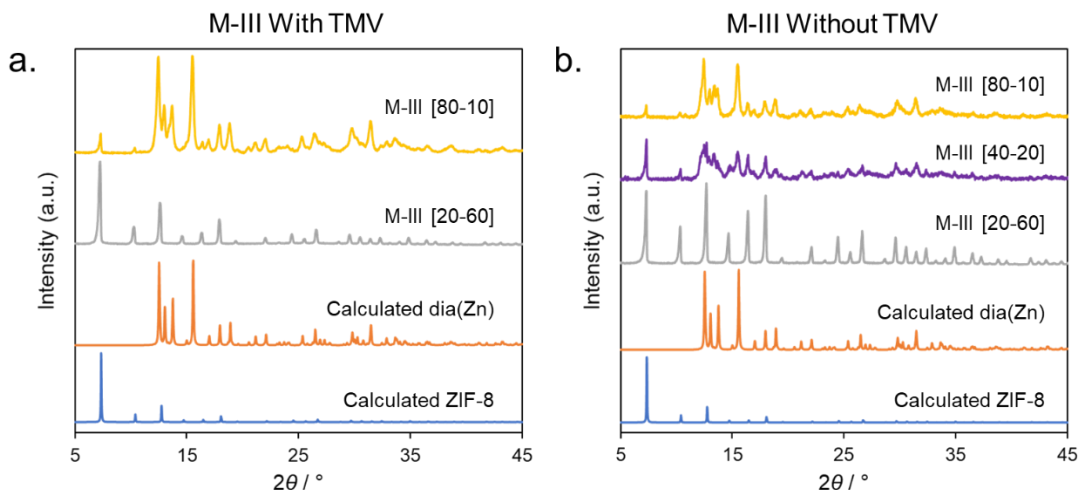 M-III With TMV
a.
M-III [80-10]
M-III [20-60]
Calculated dia(Zn)
Calculated ZIF-8
Intensity (a.u.)
5 15 25 35 45
2θ / °
M-III Without TMV
b.
M-III [80-10]
M-III [40-20]
M-III [20-60]
Calculated dia(Zn)
Calculated ZIF-8
Intensity (a.u.)
5 15 25 35 45
2θ / °